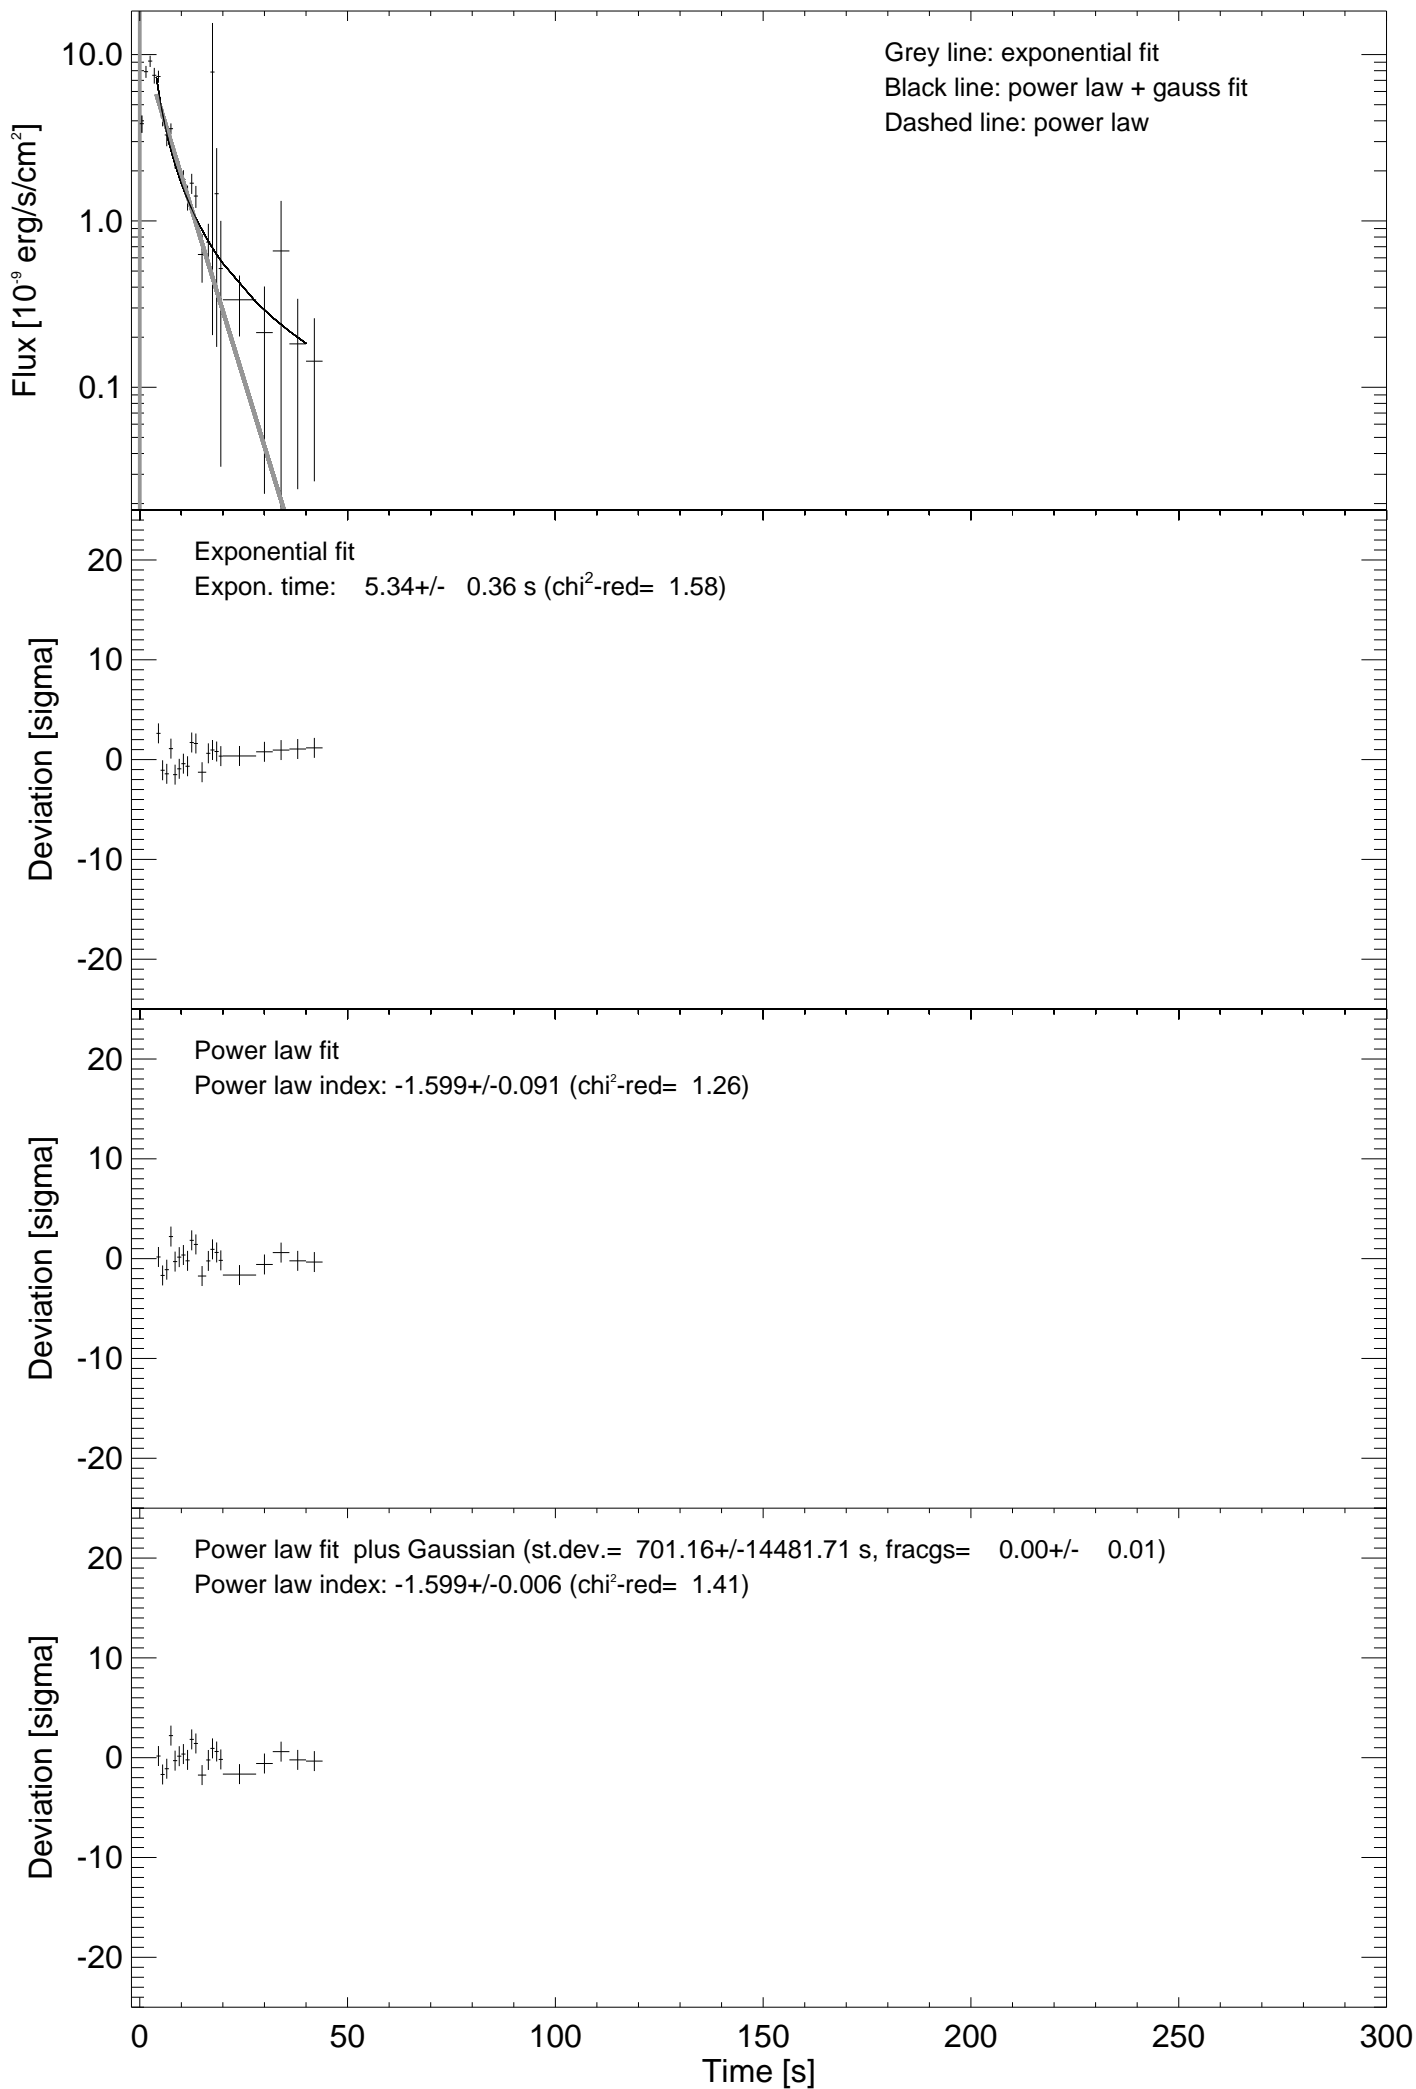 Grey line: exponential fit
Black line: power law + gauss fit
Dashed line: power law
Flux [10⁻⁹ erg/s/cm²]
10.0
1.0
0.1
Exponential fit
Expon. time: 5.34+/- 0.36 s (chi²-red= 1.58)
Deviation [sigma]
20
10
0
-10
-20
Power law fit
Power law index: -1.599+/-0.091 (chi²-red= 1.26)
Deviation [sigma]
20
10
0
-10
-20
Power law fit plus Gaussian (st.dev.= 701.16+/-14481.71 s, fracgs= 0.00+/- 0.01)
Power law index: -1.599+/-0.006 (chi²-red= 1.41)
Deviation [sigma]
20
10
0
-10
-20
0 50 100 150 200 250 300
Time [s]